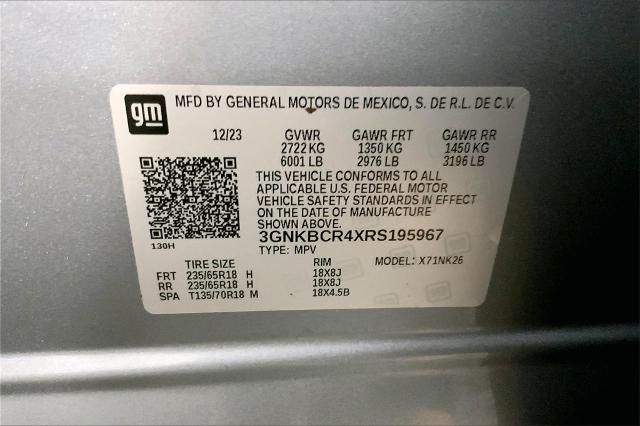 gm MFD BY GENERAL MOTORS DE MEXICO, S. DE R.L. DE C.V.
12/23 GVWR GAWR FRT GAWR RR
2722 KG 1350 KG 1450 KG
6001 LB 2976 LB 3196 LB
THIS VEHICLE CONFORMS TO ALL
APPLICABLE U.S. FEDERAL MOTOR
VEHICLE SAFETY STANDARDS IN EFFECT
ON THE DATE OF MANUFACTURE
SHOWN ABOVE.
3GNKBCR4XRS195967
130H TYPE: MPV
TIRE SIZE RIM MODEL: X71NK26
FRT 235/65R18 H 18X8J
RR 235/65R18 H 18X8J
SPA T135/70R18 M 18X4.5B